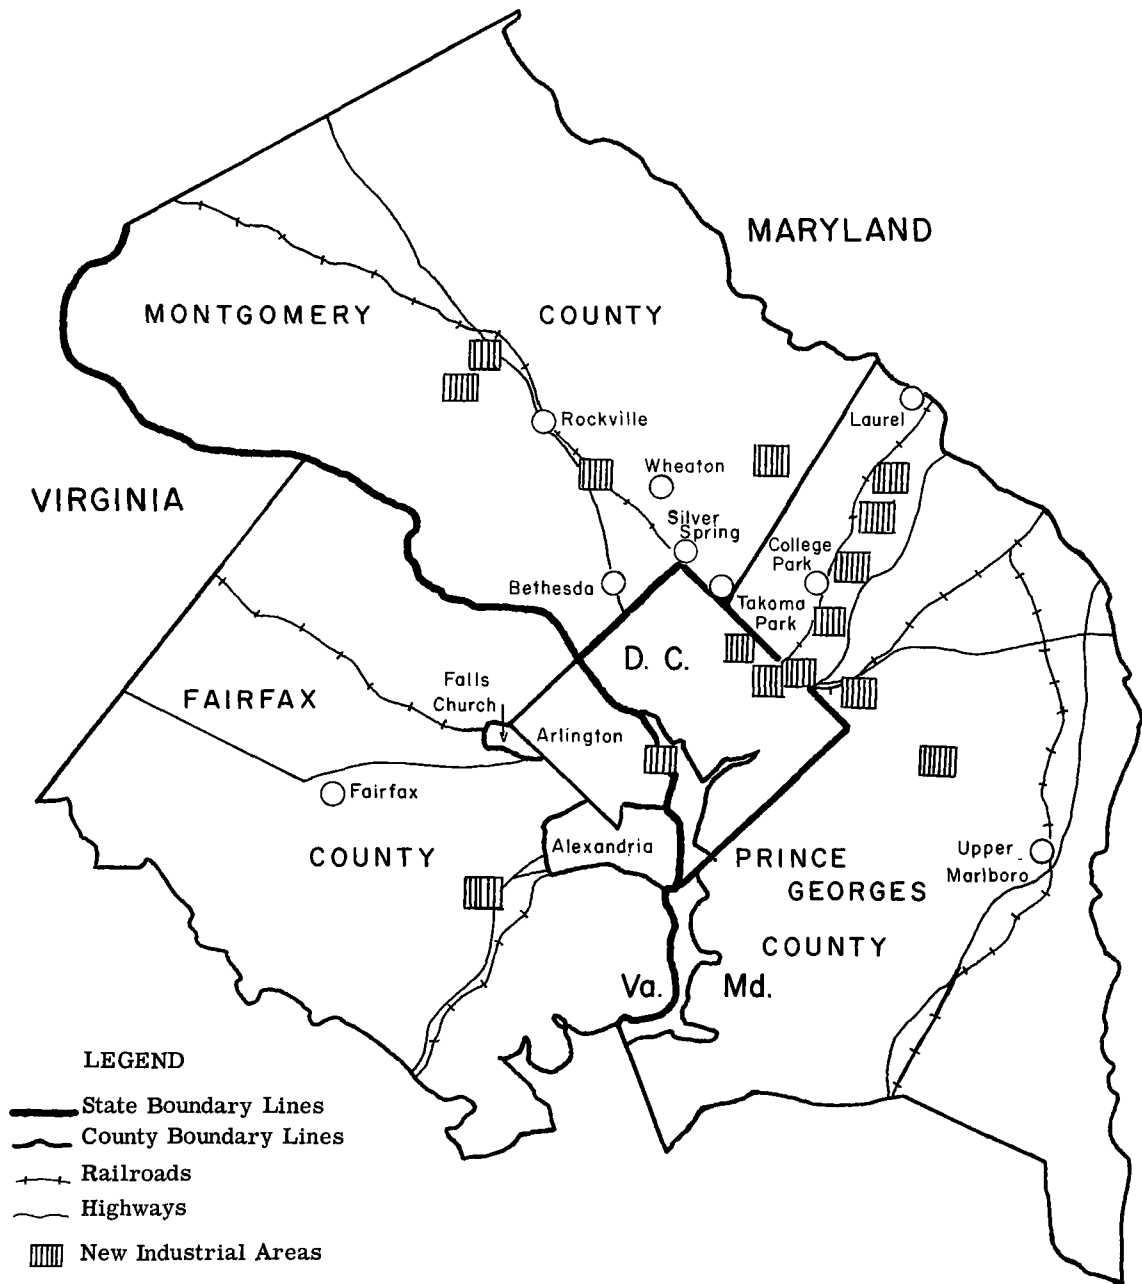 MARYLAND
MONTGOMERY COUNTY
Laurel
Rockville
Wheaton
VIRGINIA
Silver
Spring
College
Park
Bethesda
Takoma
Park
D. C.
Falls
Church
FAIRFAX
Arlington
Fairfax
COUNTY
Alexandria
PRINCE
GEORGES
COUNTY
Upper
Marlboro
Va. Md.
LEGEND
State Boundary Lines
County Boundary Lines
Railroads
Highways
New Industrial Areas